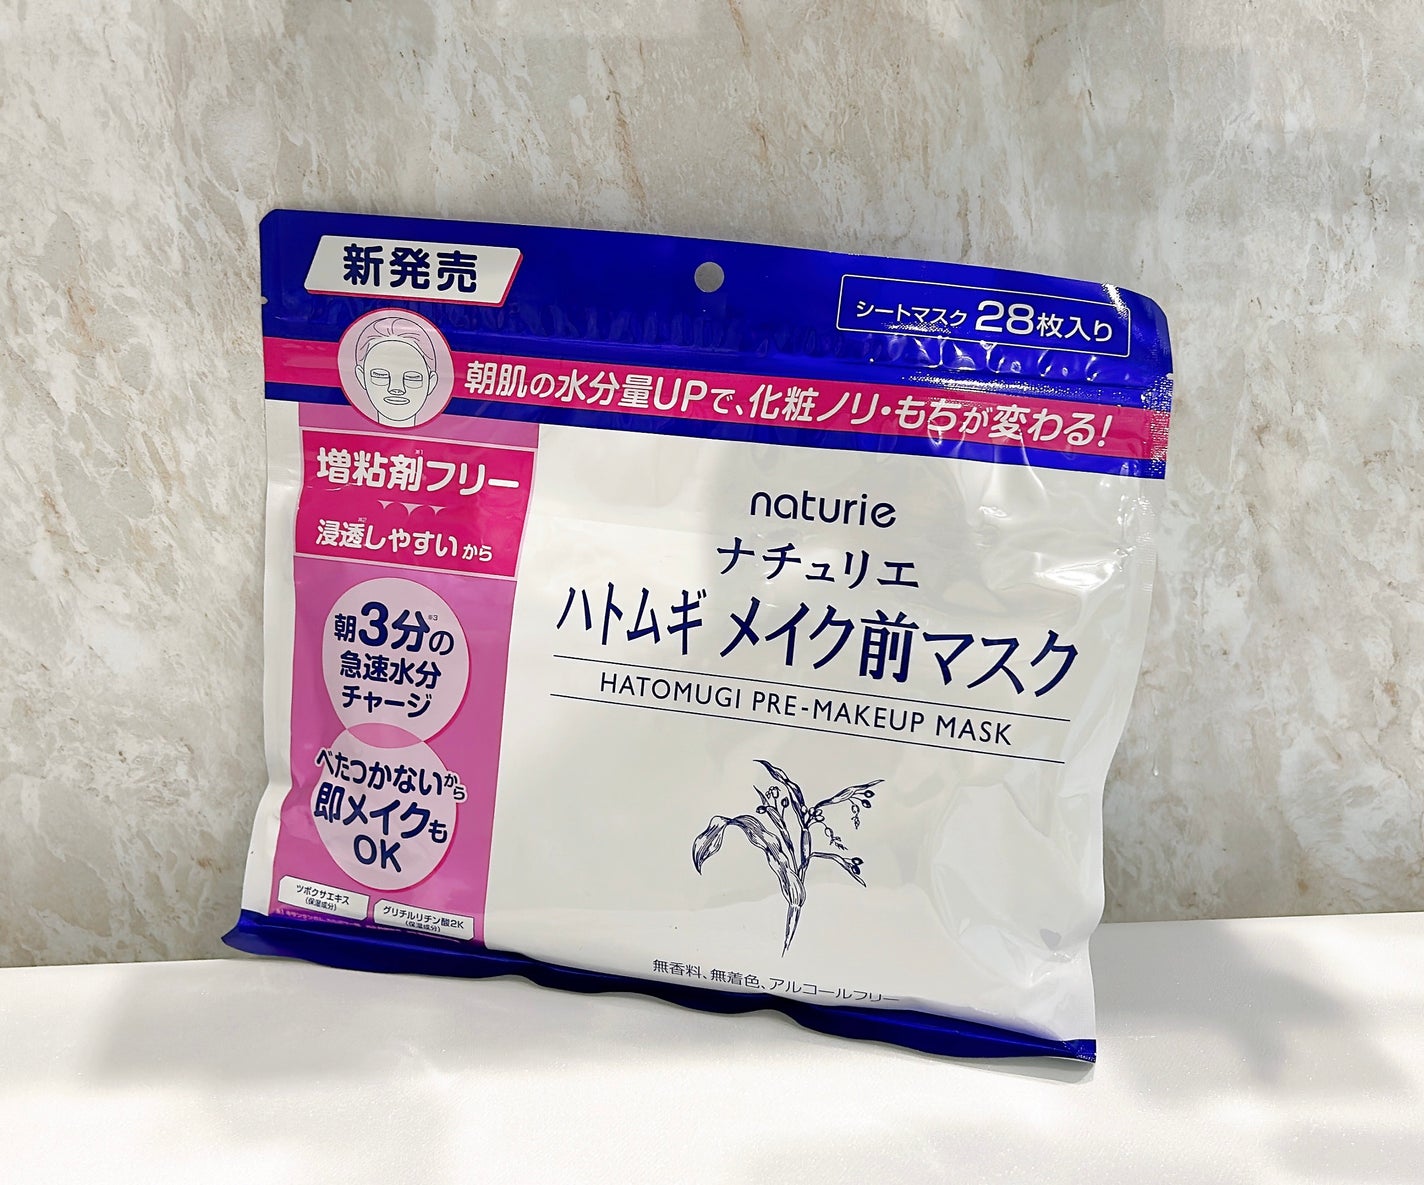 新発売
シートマスク 28枚入り
朝肌の水分量UPで、化粧ノリ・もちが変わる!
増粘剤※1フリー
浸透※2しやすいから
朝3分※3の
急速水分
チャージ
べたつかないから
即メイクも
OK
ツボクサエキス
(保湿成分)
グリチルリチン酸2K
(保湿成分)
naturie
ナチュリエ
ハトムギ メイク前マスク
HATOMUGI PRE-MAKEUP MASK
無香料、無着色、アルコールフリー